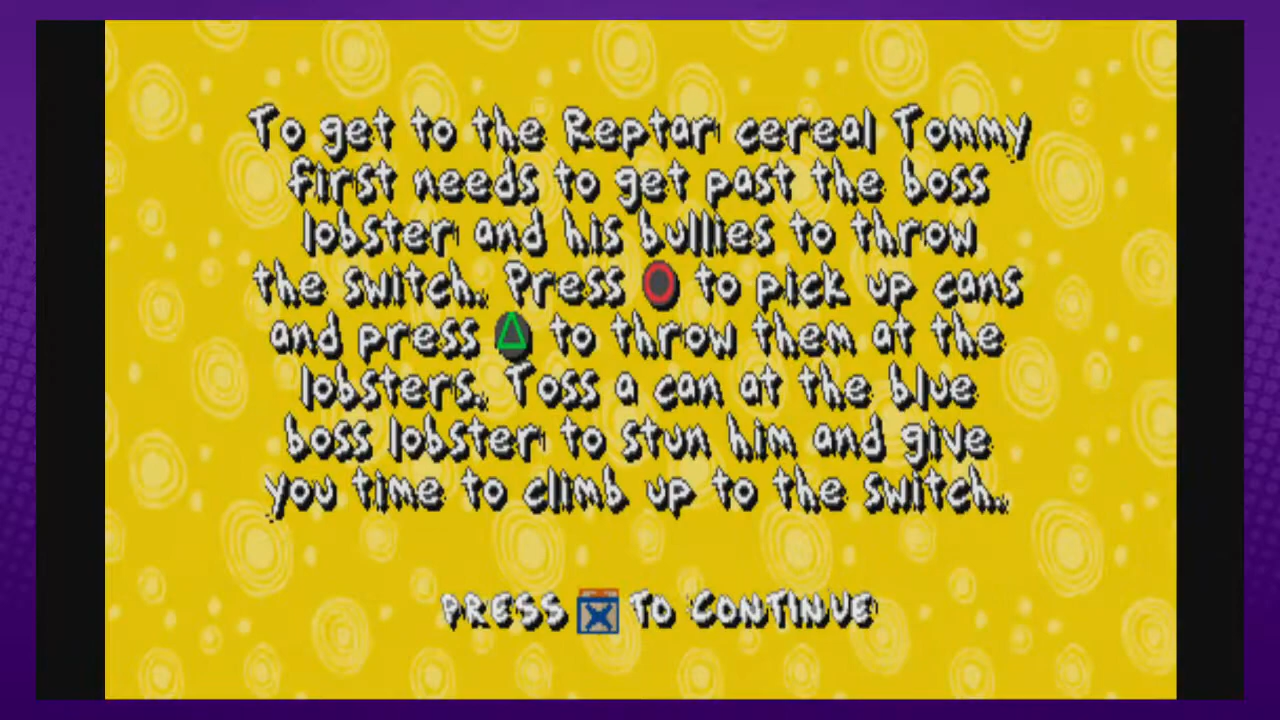 To get to the Reptar cereal Tommy
first needs to get past the boss
lobster and his bullies to throw
the switch. Press to pick up cans
and press to throw them at the
lobsters. Toss a can at the blue
boss lobster to stun him and give
you time to climb up to the switch.
PRESS TO CONTINUE